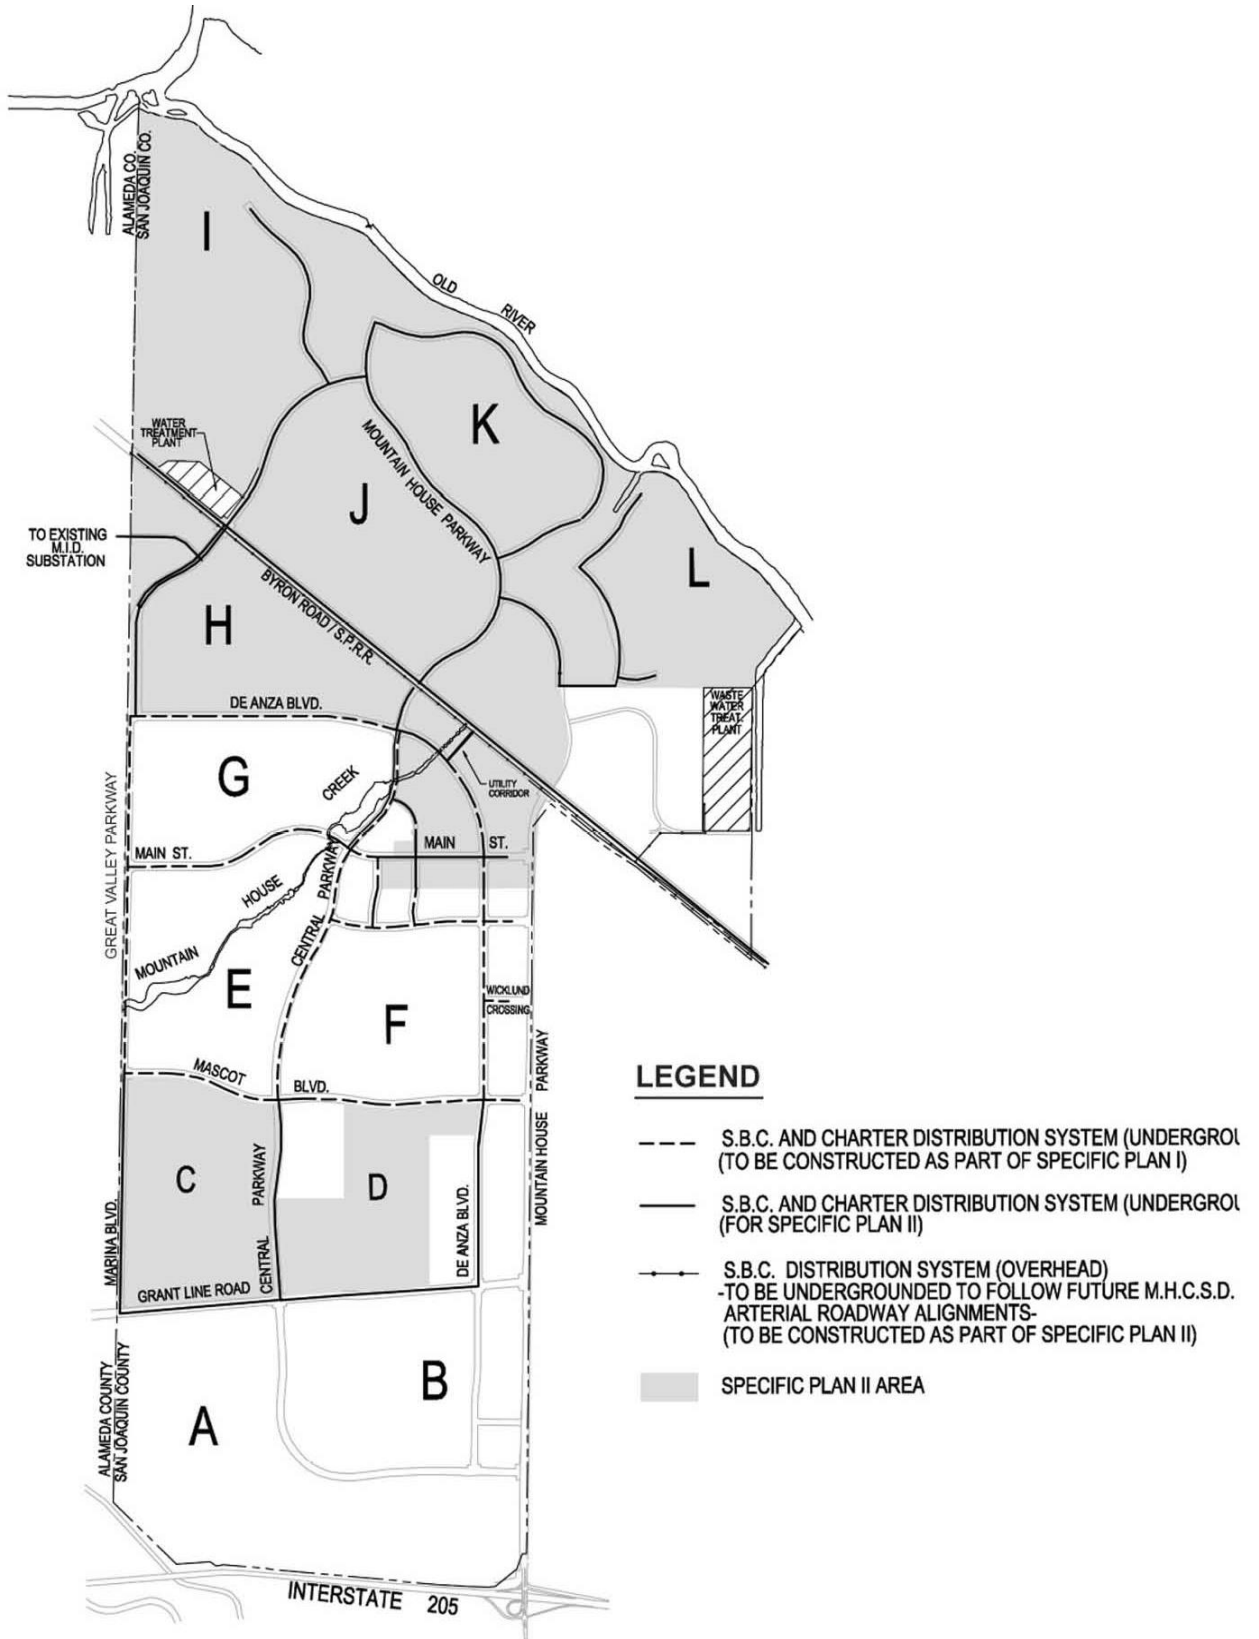 ALAMEDA CO.
SAN JOAQUIN CO.
I
OLD
RIVER
K
WATER
TREATMENT
PLANT
MOUNTAIN HOUSE PARKWAY
J
TO EXISTING
M.I.D.
SUBSTATION
L
BYRON ROAD / S.P.R.R.
H
DE ANZA BLVD.
WASTE
WATER
TREAT.
PLANT
G
CREEK
UTILITY
CORRIDOR
GREAT VALLEY PARKWAY
MAIN ST.
MAIN ST.
HOUSE
CENTRAL PARKWAY
MOUNTAIN
E
WICKLUND
CROSSING
F
MASCOT BLVD.
MOUNTAIN HOUSE PARKWAY
C
CENTRAL PARKWAY
D
DE ANZA BLVD.
MARINA BLVD.
GRANT LINE ROAD
B
A
ALAMEDA COUNTY
SAN JOAQUIN COUNTY
INTERSTATE 205
LEGEND
S.B.C. AND CHARTER DISTRIBUTION SYSTEM (UNDERGROU
(TO BE CONSTRUCTED AS PART OF SPECIFIC PLAN I)
S.B.C. AND CHARTER DISTRIBUTION SYSTEM (UNDERGROU
(FOR SPECIFIC PLAN II)
S.B.C. DISTRIBUTION SYSTEM (OVERHEAD)
-TO BE UNDERGROUNDED TO FOLLOW FUTURE M.H.C.S.D.
ARTERIAL ROADWAY ALIGNMENTS-
(TO BE CONSTRUCTED AS PART OF SPECIFIC PLAN II)
SPECIFIC PLAN II AREA